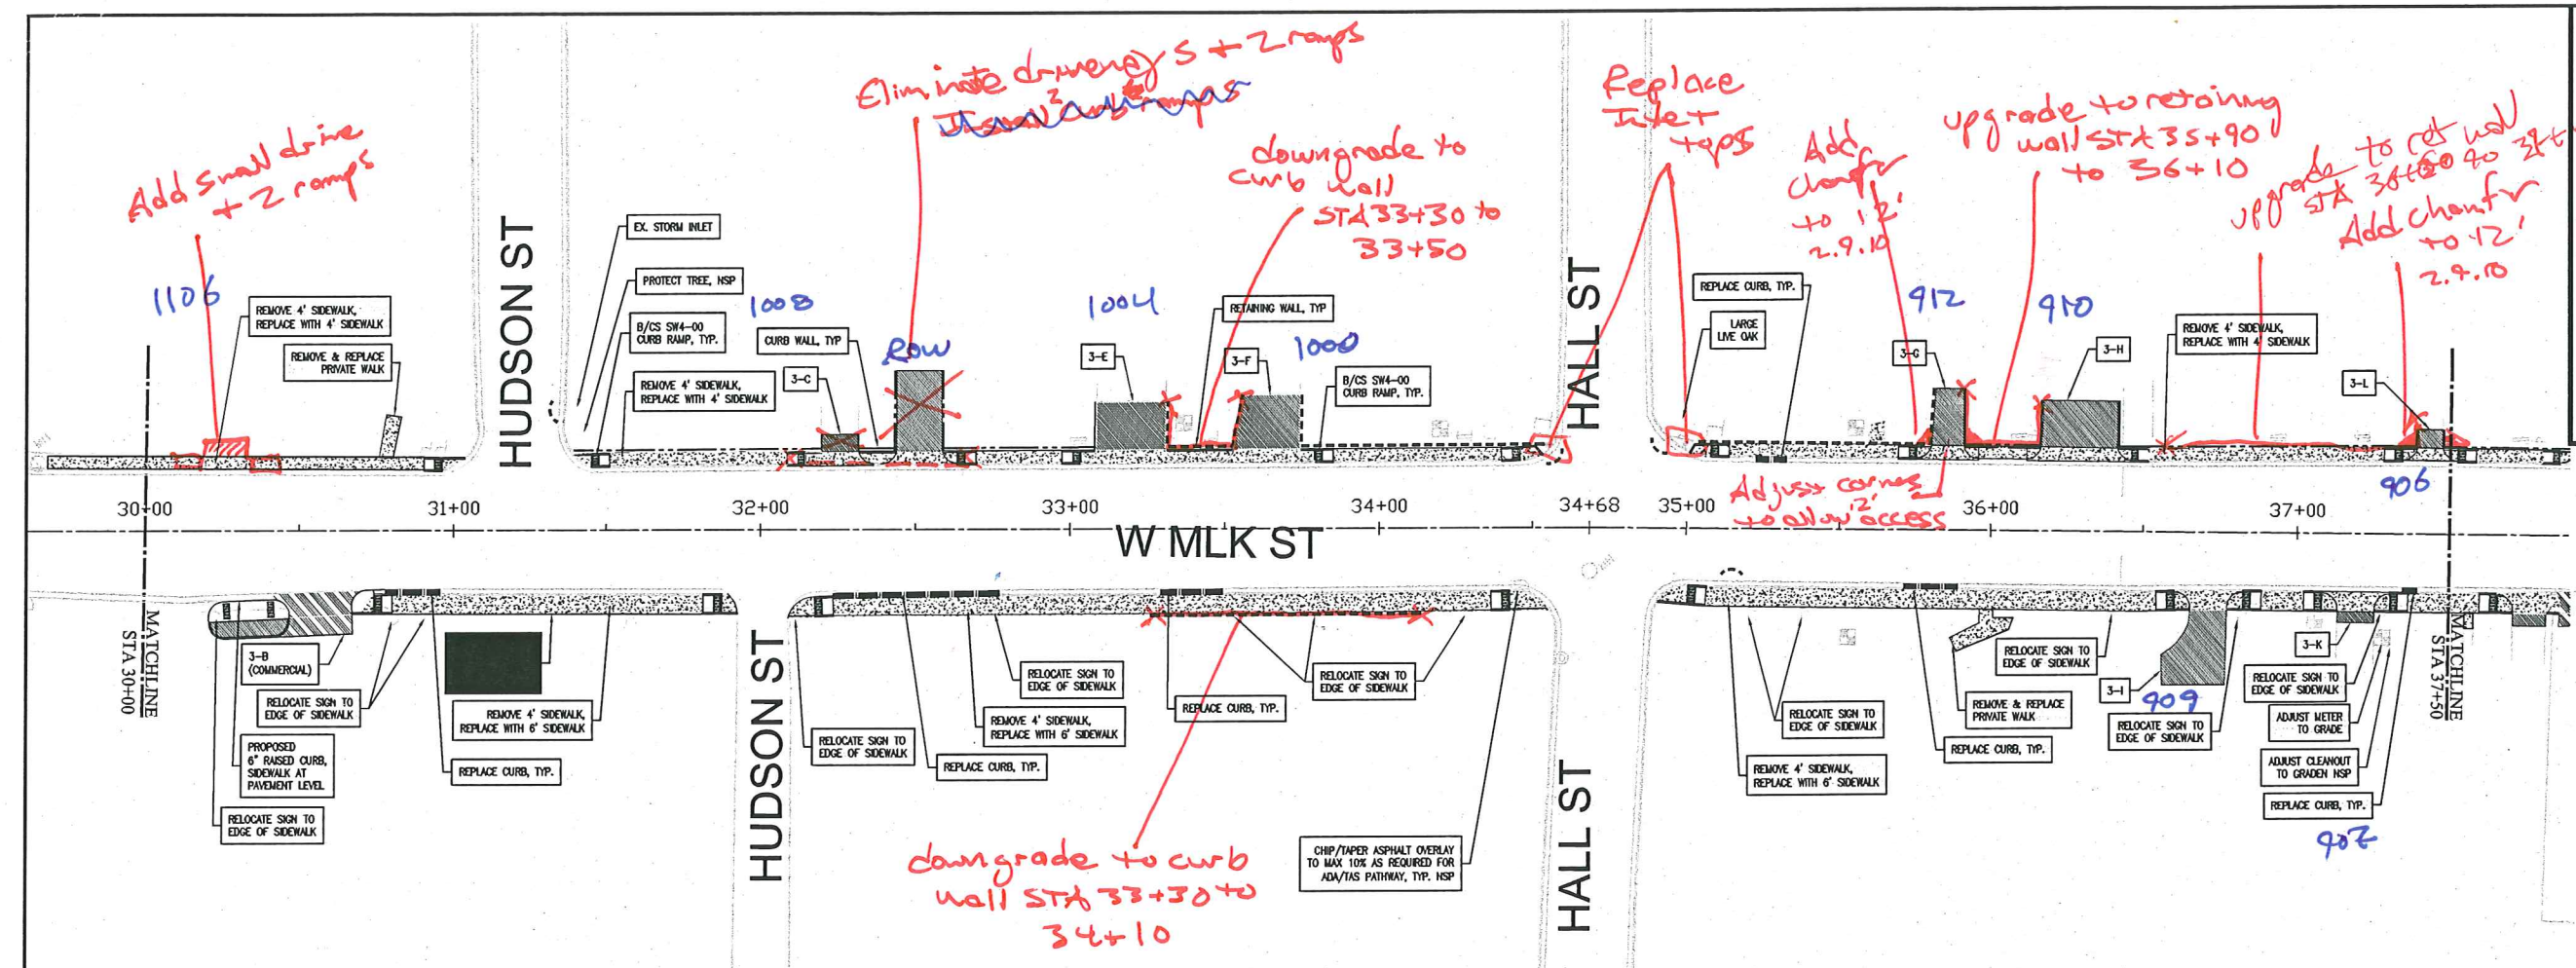 Add small drive
+ 2 ramps
Eliminate driveway S + 2 ramps
downgrade to
curb wall
STA 33+30 to
33+50
Replace
Inlet
tops
Add
chamfr
to 12'
2.9.10
upgrade to retaining
wall STA 35+90
to 36+10
upgrade to ret wall
Add chamfr
to 12'
2.9.10
1106
REMOVE 4' SIDEWALK,
REPLACE WITH 4' SIDEWALK
REMOVE & REPLACE
PRIVATE WALK
HUDSON ST
EX. STORM INLET
PROTECT TREE, NSP
B/CS SW4-00
CURB RAMP, TYP.
REMOVE 4' SIDEWALK,
REPLACE WITH 4' SIDEWALK
1008
CURB WALL, TYP
3-C
ROW
1004
3-E
RETAINING WALL, TYP
3-F
1000
B/CS SW4-00
CURB RAMP, TYP.
HALL ST
REPLACE CURB, TYP.
LARGE
LIVE OAK
912
3-G
910
3-H
REMOVE 4' SIDEWALK,
REPLACE WITH 4' SIDEWALK
3-L
906
Adjust corner
to allow 2' access
30+00
31+00
32+00
33+00
34+00
34+68
35+00
36+00
37+00
W MLK ST
MATCHLINE
STA 30+00
3-B
(COMMERCIAL)
RELOCATE SIGN TO
EDGE OF SIDEWALK
PROPOSED
6" RAISED CURB,
SIDEWALK AT
PAVEMENT LEVEL
RELOCATE SIGN TO
EDGE OF SIDEWALK
REMOVE 4' SIDEWALK,
REPLACE WITH 6' SIDEWALK
REPLACE CURB, TYP.
HUDSON ST
RELOCATE SIGN TO
EDGE OF SIDEWALK
RELOCATE SIGN TO
EDGE OF SIDEWALK
REMOVE 4' SIDEWALK,
REPLACE WITH 6' SIDEWALK
REPLACE CURB, TYP.
REPLACE CURB, TYP.
RELOCATE SIGN TO
EDGE OF SIDEWALK
downgrade to curb
wall STA 33+30 to
34+10
CHIP/TAPER ASPHALT OVERLAY
TO MAX 10% AS REQUIRED FOR
ADA/TAS PATHWAY, TYP. NSP
HALL ST
RELOCATE SIGN TO
EDGE OF SIDEWALK
REMOVE 4' SIDEWALK,
REPLACE WITH 6' SIDEWALK
REMOVE & REPLACE
PRIVATE WALK
REPLACE CURB, TYP.
RELOCATE SIGN TO
EDGE OF SIDEWALK
3-I
909
RELOCATE SIGN TO
EDGE OF SIDEWALK
3-K
RELOCATE SIGN TO
EDGE OF SIDEWALK
ADJUST METER
TO GRADE
ADJUST CLEANOUT
TO GRADEN NSP
REPLACE CURB, TYP.
MATCHLINE
STA 37+50